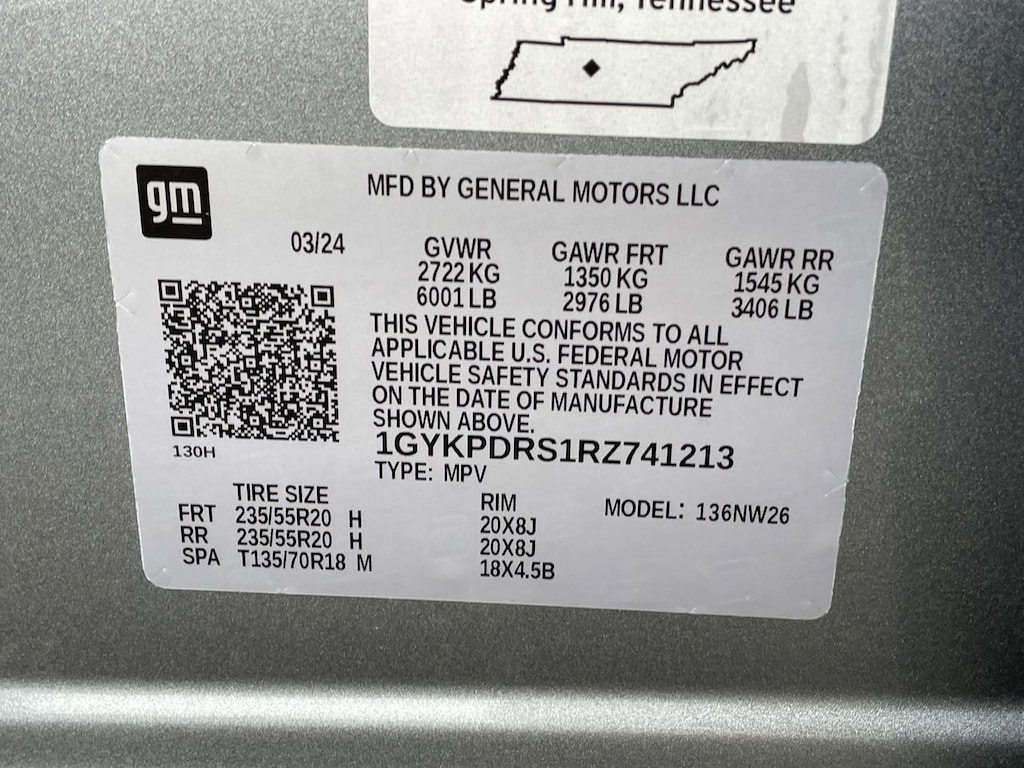 Spring Hill, Tennessee
gm
MFD BY GENERAL MOTORS LLC
03/24
GVWR GAWR FRT GAWR RR
2722 KG 1350 KG 1545 KG
6001 LB 2976 LB 3406 LB
THIS VEHICLE CONFORMS TO ALL
APPLICABLE U.S. FEDERAL MOTOR
VEHICLE SAFETY STANDARDS IN EFFECT
ON THE DATE OF MANUFACTURE
SHOWN ABOVE.
130H
1GYKPDRS1RZ741213
TYPE: MPV
TIRE SIZE RIM MODEL: 136NW26
FRT 235/55R20 H 20X8J
RR 235/55R20 H 20X8J
SPA T135/70R18 M 18X4.5B